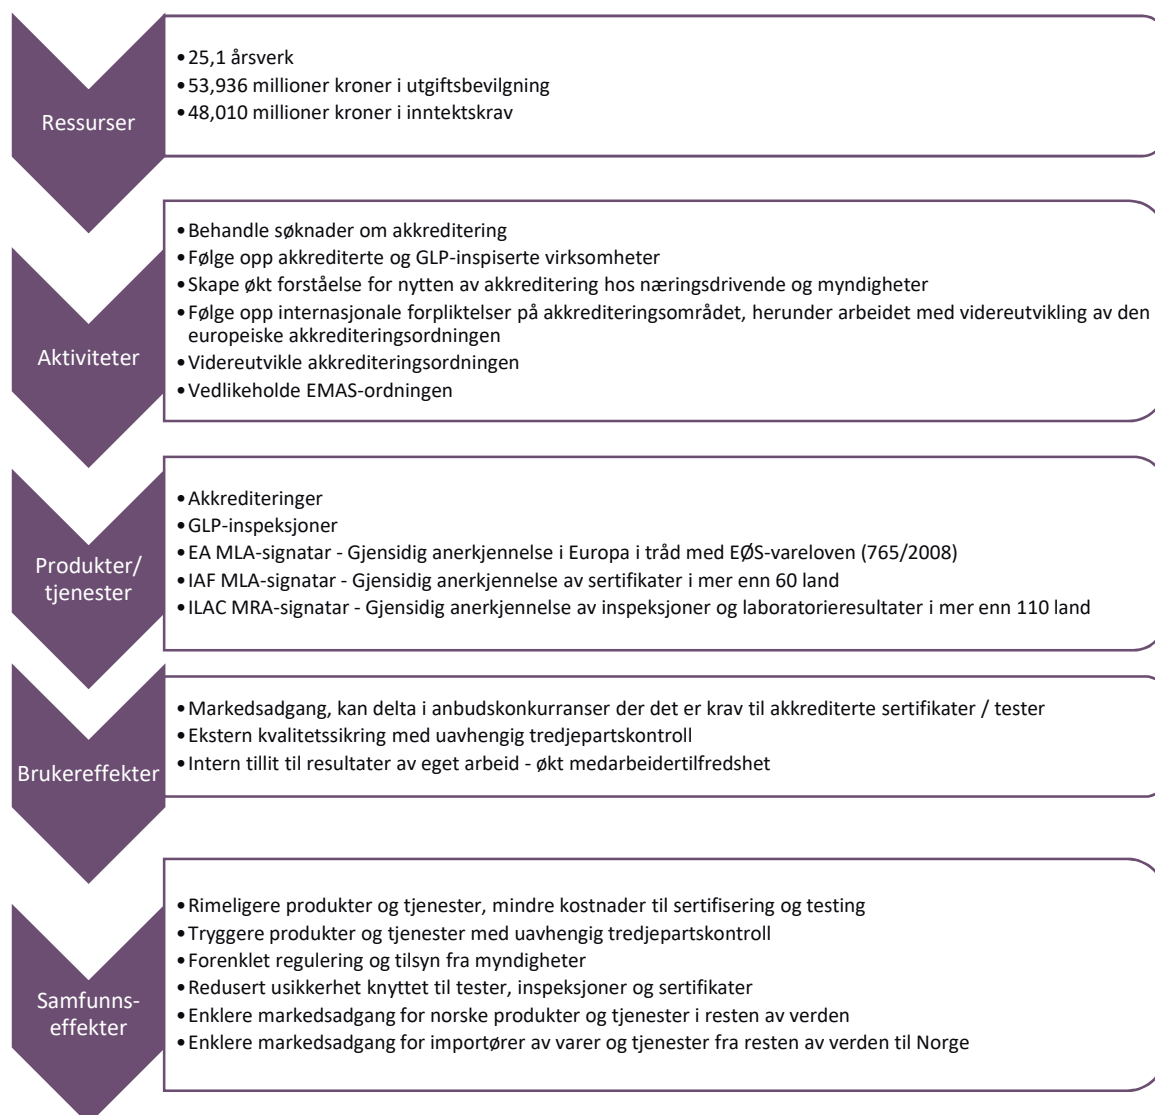 Ressurser
•25,1 årsverk
•53,936 millioner kroner i utgiftsbevilgning
•48,010 millioner kroner i inntektskrav
Aktiviteter
•Behandle søknader om akkreditering
•Følge opp akkrediterte og GLP-inspiserte virksomheter
•Skape økt forståelse for nytten av akkreditering hos næringsdrivende og myndigheter
•Følge opp internasjonale forpliktelser på akkrediteringsområdet, herunder arbeidet med videreutvikling av den
europeiske akkrediteringsordningen
•Videreutvikle akkrediteringsordningen
•Vedlikeholde EMAS-ordningen
Produkter/
tjenester
•Akkrediteringer
•GLP-inspeksjoner
•EA MLA-signatar - Gjensidig anerkjennelse i Europa i tråd med EØS-vareloven (765/2008)
•IAF MLA-signatar - Gjensidig anerkjennelse av sertifikater i mer enn 60 land
•ILAC MRA-signatar - Gjensidig anerkjennelse av inspeksjoner og laboratorieresultater i mer enn 110 land
Brukereffekter
•Markedsadgang, kan delta i anbudskonkurranser der det er krav til akkrediterte sertifikater / tester
•Ekstern kvalitetssikring med uavhengig tredjepartskontroll
•Intern tillit til resultater av eget arbeid - økt medarbeidertilfredshet
Samfunns-
effekter
•Rimeligere produkter og tjenester, mindre kostnader til sertifisering og testing
•Tryggere produkter og tjenester med uavhengig tredjepartskontroll
•Forenklet regulering og tilsyn fra myndigheter
•Redusert usikkerhet knyttet til tester, inspeksjoner og sertifikater
•Enklere markedsadgang for norske produkter og tjenester i resten av verden
•Enklere markedsadgang for importører av varer og tjenester fra resten av verden til Norge